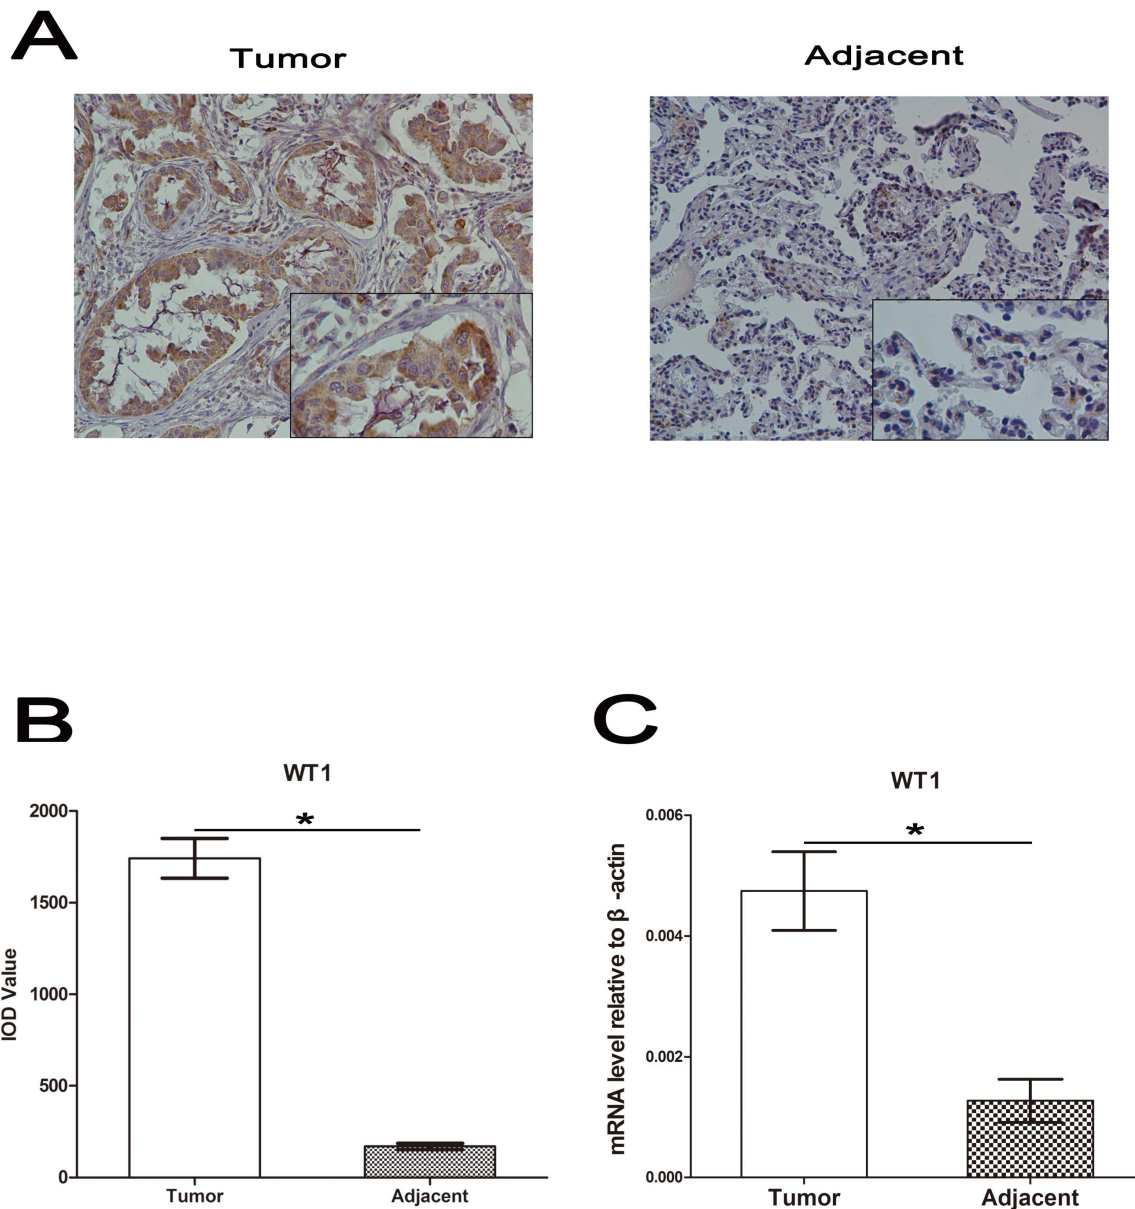 A
Tumor
Adjacent
B
WT1
*
2000
1500
1000
500
0
IOD Value
Tumor
Adjacent
C
WT1
*
0.006
0.004
0.002
0.000
mRNA level relative to β -actin
Tumor
Adjacent